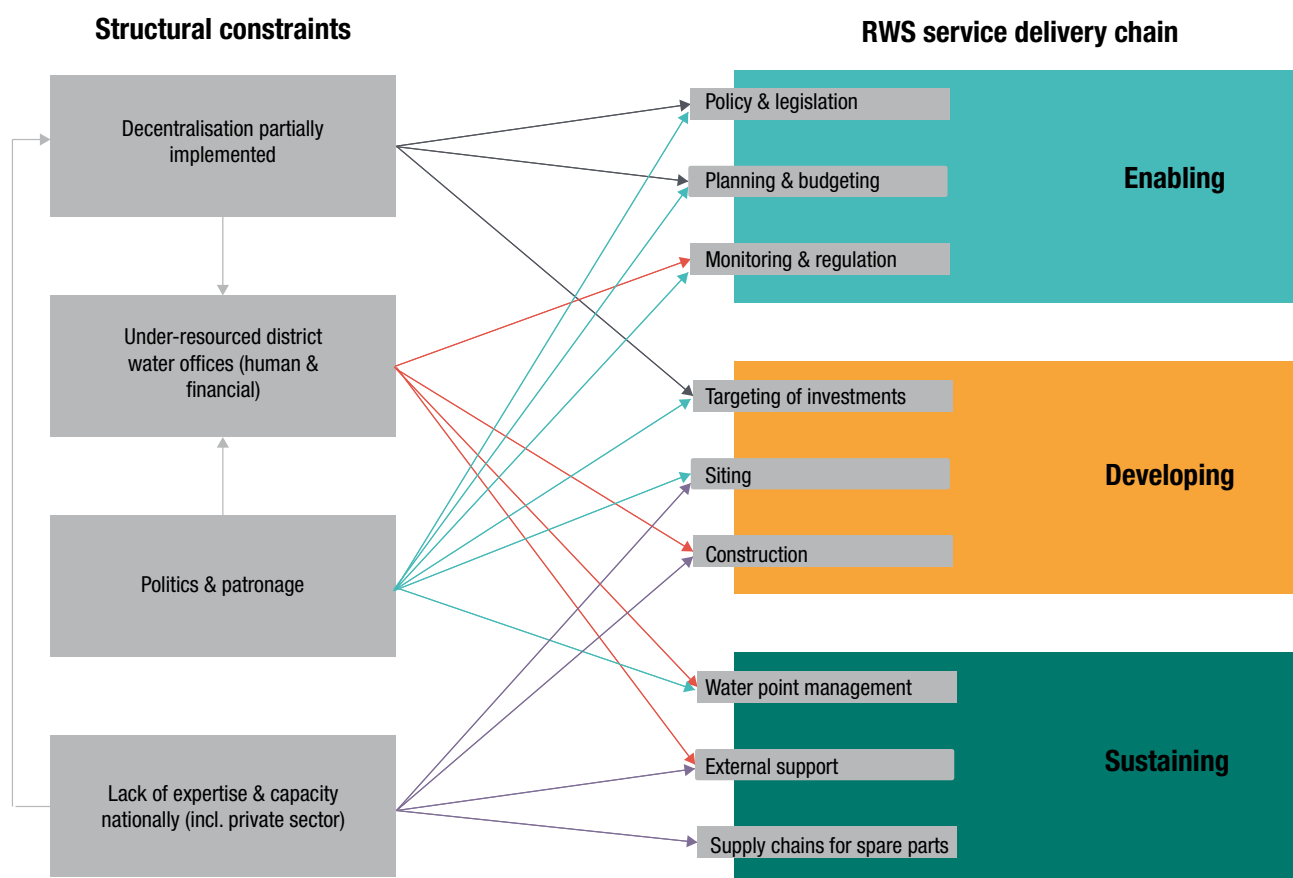 Structural constraints
RWS service delivery chain
Decentralisation partially
implemented
Under-resourced district
water offices (human &
financial)
Politics & patronage
Lack of expertise & capacity
nationally (incl. private sector)
Policy & legislation
Planning & budgeting
Monitoring & regulation
Enabling
Targeting of investments
Siting
Construction
Developing
Water point management
External support
Supply chains for spare parts
Sustaining